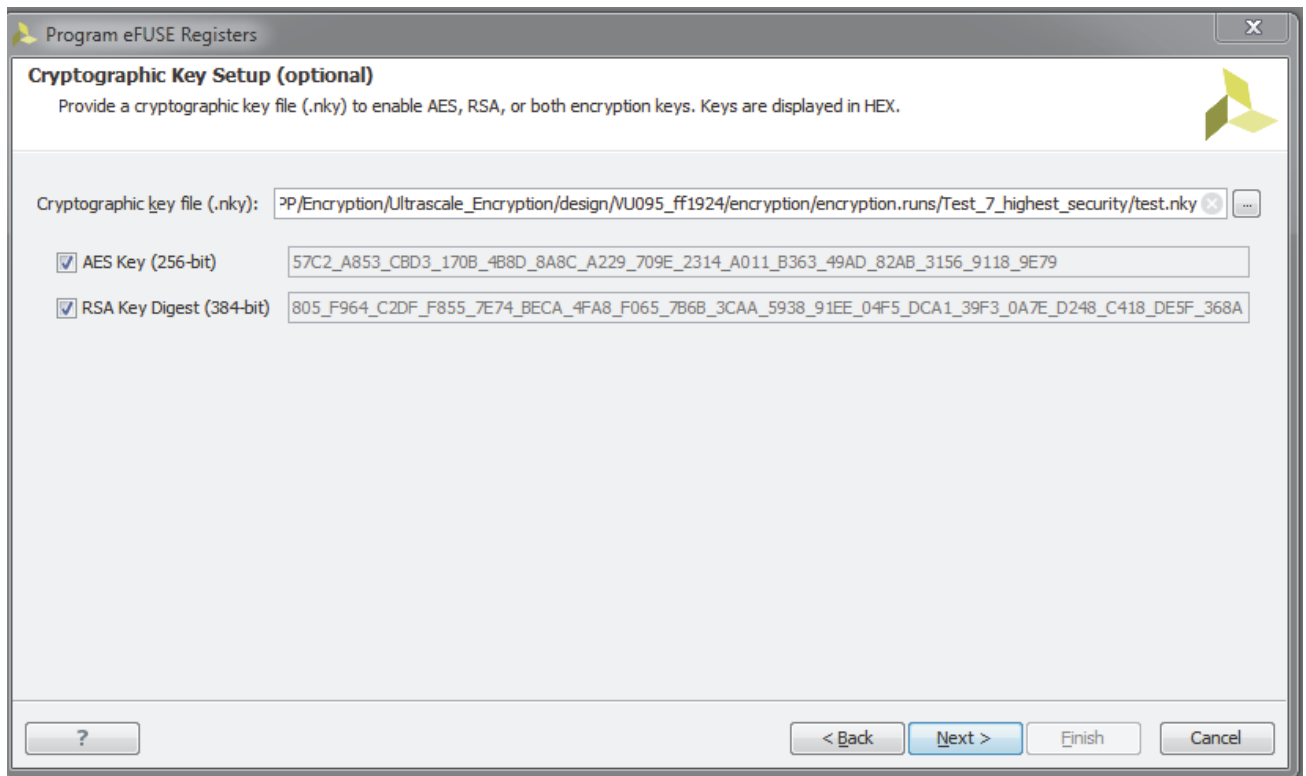 Program eFUSE Registers
Cryptographic Key Setup (optional)
Provide a cryptographic key file (.nky) to enable AES, RSA, or both encryption keys. Keys are displayed in HEX.
Cryptographic key file (.nky): PP/Encryption/Ultrascale_Encryption/design/VU095_ff1924/encryption/encryption.runs/Test_7_highest_security/test.nky ...
AES Key (256-bit) 57C2_A853_CBD3_170B_4B8D_8A8C_A229_709E_2314_A011_B363_49AD_82AB_3156_9118_9E79
RSA Key Digest (384-bit) 805_F964_C2DF_F855_7E74_BECA_4FA8_F065_7B6B_3CAA_5938_91EE_04F5_DCA1_39F3_0A7E_D248_C418_DE5F_368A
? < Back Next > Finish Cancel